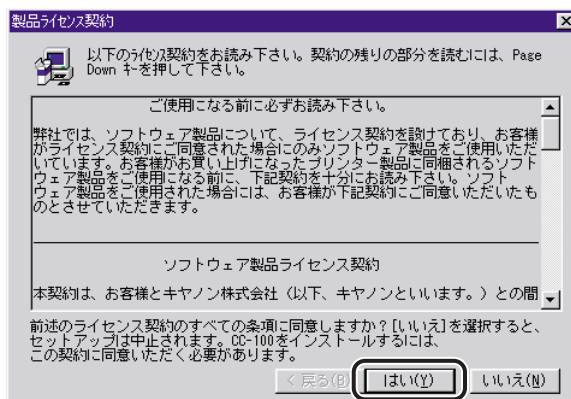 製品ライセンス契約
以下のライセンス契約をお読み下さい。契約の残りの部分を読むには、Page
Down キーを押して下さい。
ご使用になる前に必ずお読み下さい。
弊社では、ソフトウェア製品について、ライセンス契約を設けており、お客様
がライセンス契約にご同意された場合にのみソフトウェア製品をご使用いただ
いています。お客様がお買い上げになったプリンター製品に同梱されるソフト
ウェア製品をご使用になる前に、下記契約を十分にお読み下さい。ソフト
ウェア製品をご使用された場合には、お客様が下記契約にご同意いただいたも
のとさせていただきます。
ソフトウェア製品ライセンス契約
本契約は、お客様とキヤノン株式会社（以下、キヤノンといいます。）との間
前述のライセンス契約のすべての条項に同意しますか？[いいえ]を選択すると、
セットアップは中止されます。CC-100をインストールするには、
この契約に同意いただく必要があります。
< 戻る(B) はい(Y) いいえ(N)